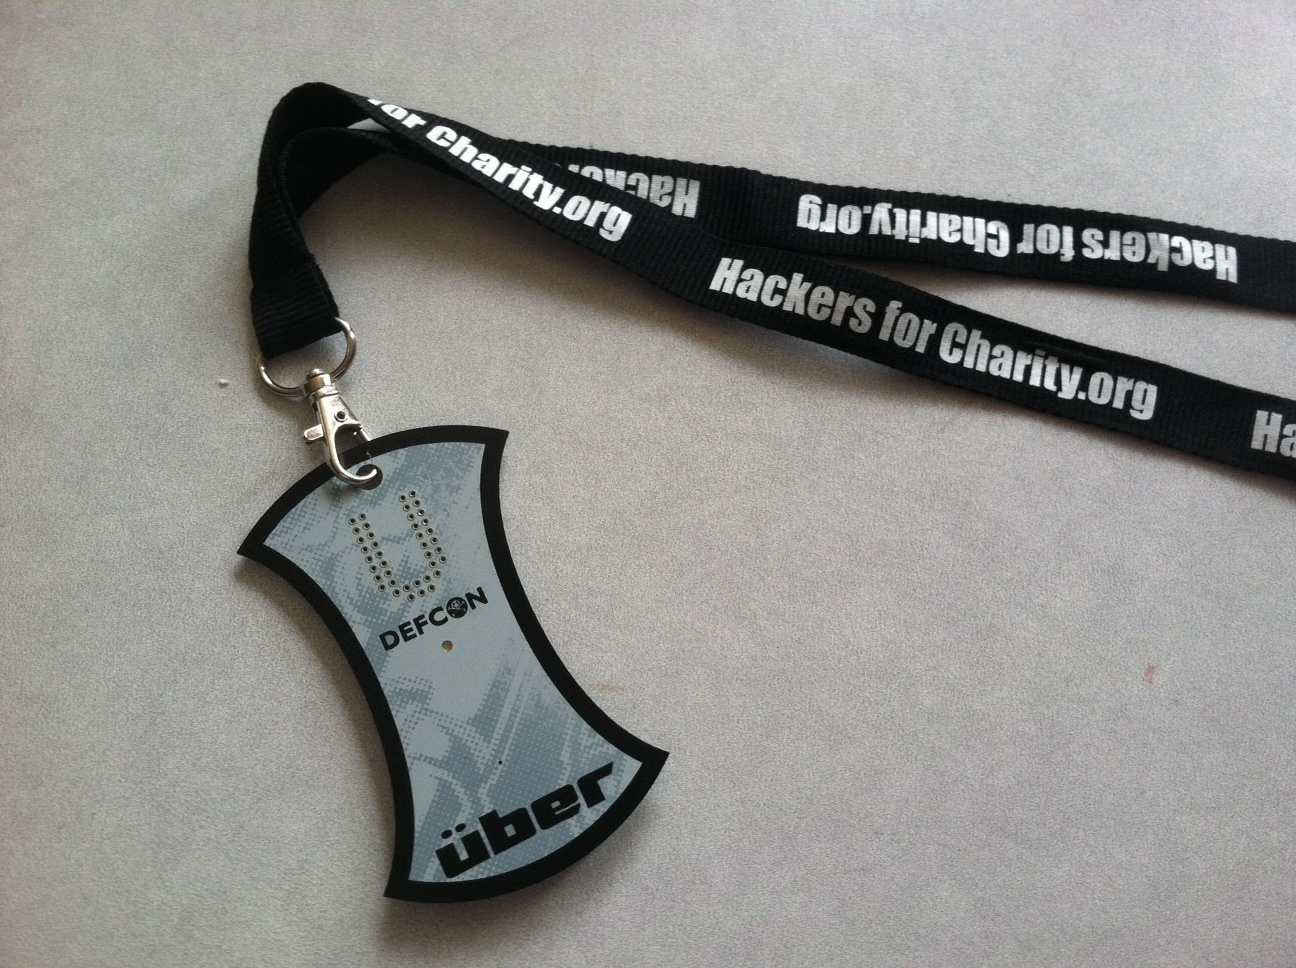 for Charity.org
Hackers
Hackers for Charity.org
Hackers for Charity.org
Ha
U
DEFCON
über